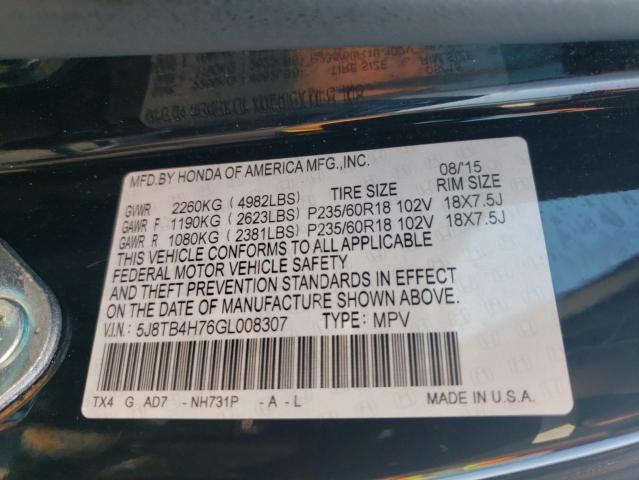 MFD.BY HONDA OF AMERICA MFG.,INC. 08/15
GVWR 2260KG (4982LBS) TIRE SIZE RIM SIZE
GAWR F 1190KG (2623LBS) P235/60R18 102V 18X7.5J
GAWR R 1080KG (2381LBS) P235/60R18 102V 18X7.5J
THIS VEHICLE CONFORMS TO ALL APPLICABLE
FEDERAL MOTOR VEHICLE SAFETY
AND THEFT PREVENTION STANDARDS IN EFFECT
ON THE DATE OF MANUFACTURE SHOWN ABOVE.
V.I.N.: 5J8TB4H76GL008307 TYPE: MPV
TX4 G AD7 -NH731P -A -L MADE IN U.S.A.